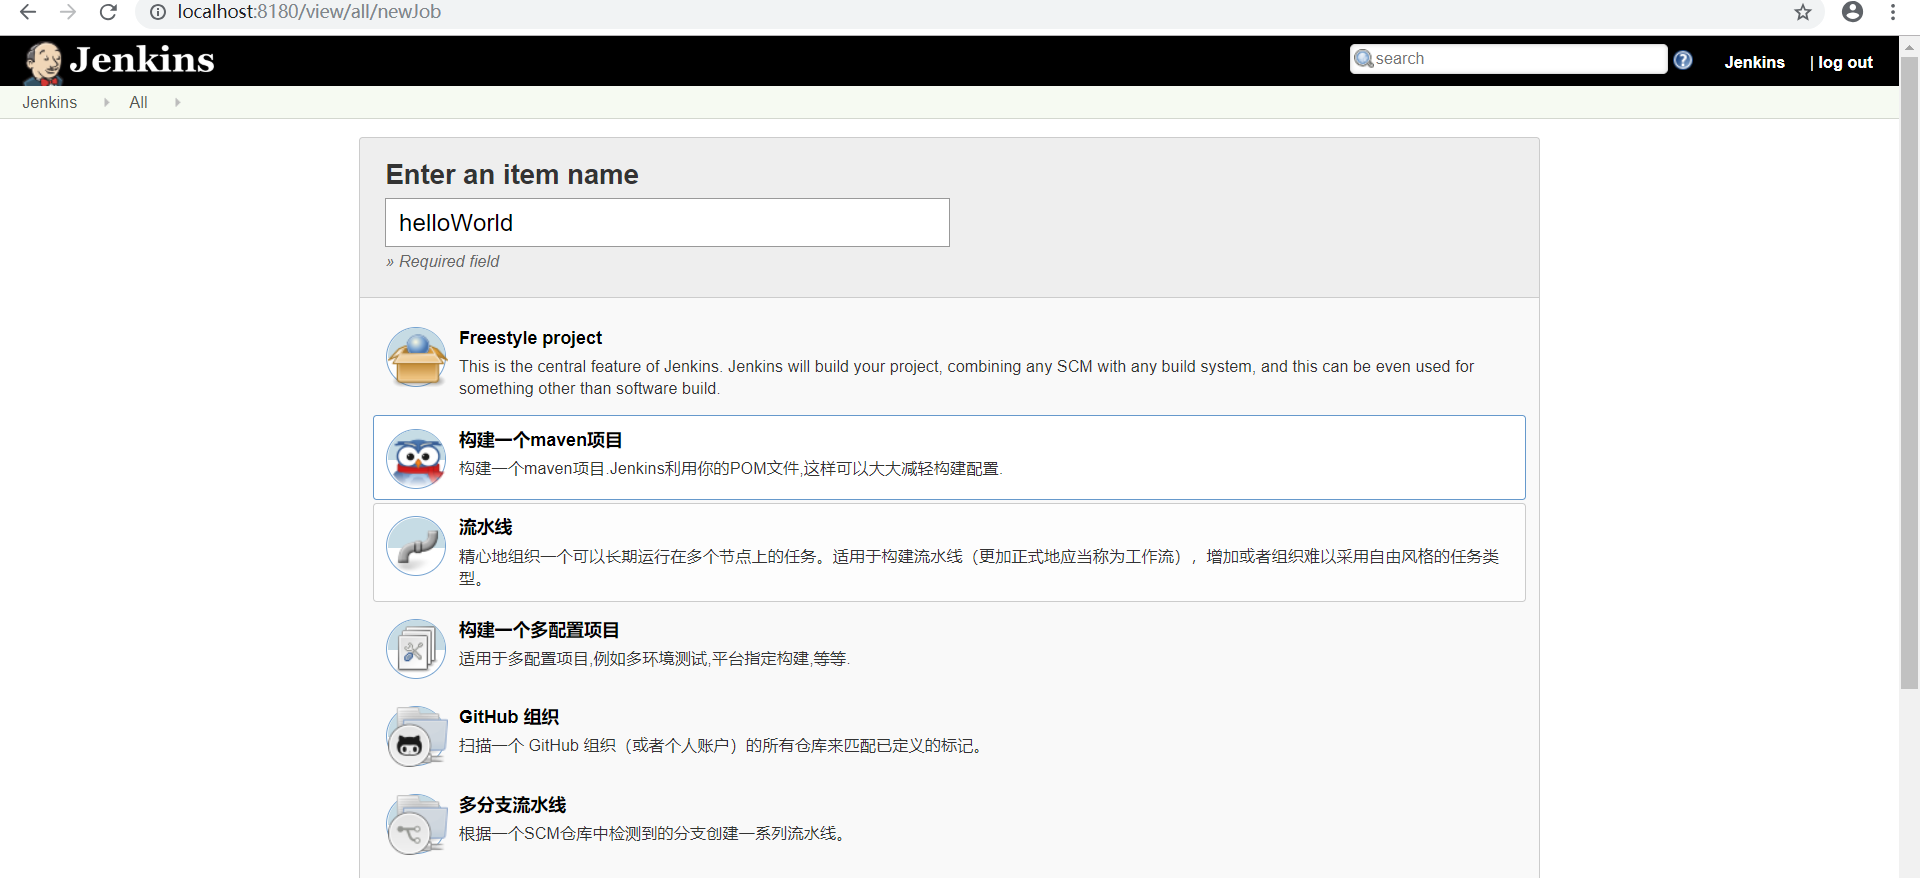 localhost:8180/view/all/newJob
Jenkins
search
Jenkins
| log out
Jenkins
All
Enter an item name
helloWorld
» Required field
Freestyle project
This is the central feature of Jenkins. Jenkins will build your project, combining any SCM with any build system, and this can be even used for
something other than software build.
构建一个maven项目
构建一个maven项目.Jenkins利用你的POM文件,这样可以大大减轻构建配置.
流水线
精心地组织一个可以长期运行在多个节点上的任务。适用于构建流水线（更加正式地应当称为工作流），增加或者组织难以采用自由风格的任务类
型。
构建一个多配置项目
适用于多配置项目,例如多环境测试,平台指定构建,等等.
GitHub 组织
扫描一个 GitHub 组织（或者个人账户）的所有仓库来匹配已定义的标记。
多分支流水线
根据一个SCM仓库中检测到的分支创建一系列流水线。